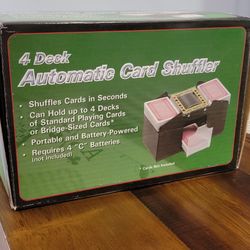 4 Deck
Automatic Card Shuffler
• Shuffles Cards in Seconds
• Can Hold up to 4 Decks
of Standard Playing Cards
or Bridge-Sized Cards*
• Portable and Battery-Powered
• Requires 4 "C" Batteries
(not included)
* Cards Not Included